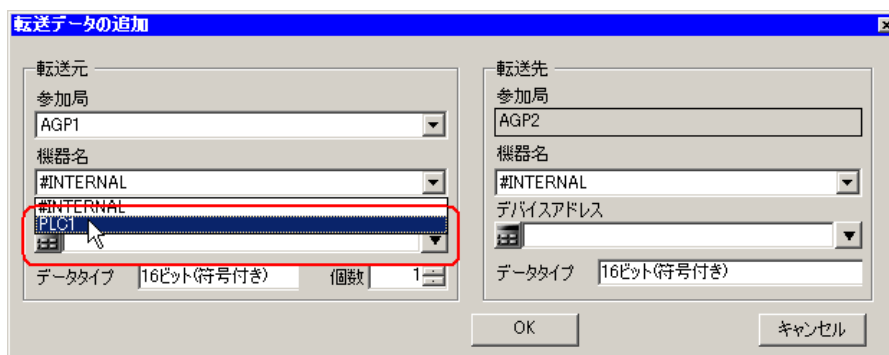 転送データの追加
転送元
参加局
AGP1
機器名
#INTERNAL
#INTERNAL
PLC1
データタイプ 16ビット(符号付き) 個数 1
転送先
参加局
AGP2
機器名
#INTERNAL
デバイスアドレス
データタイプ 16ビット(符号付き)
OK キャンセル